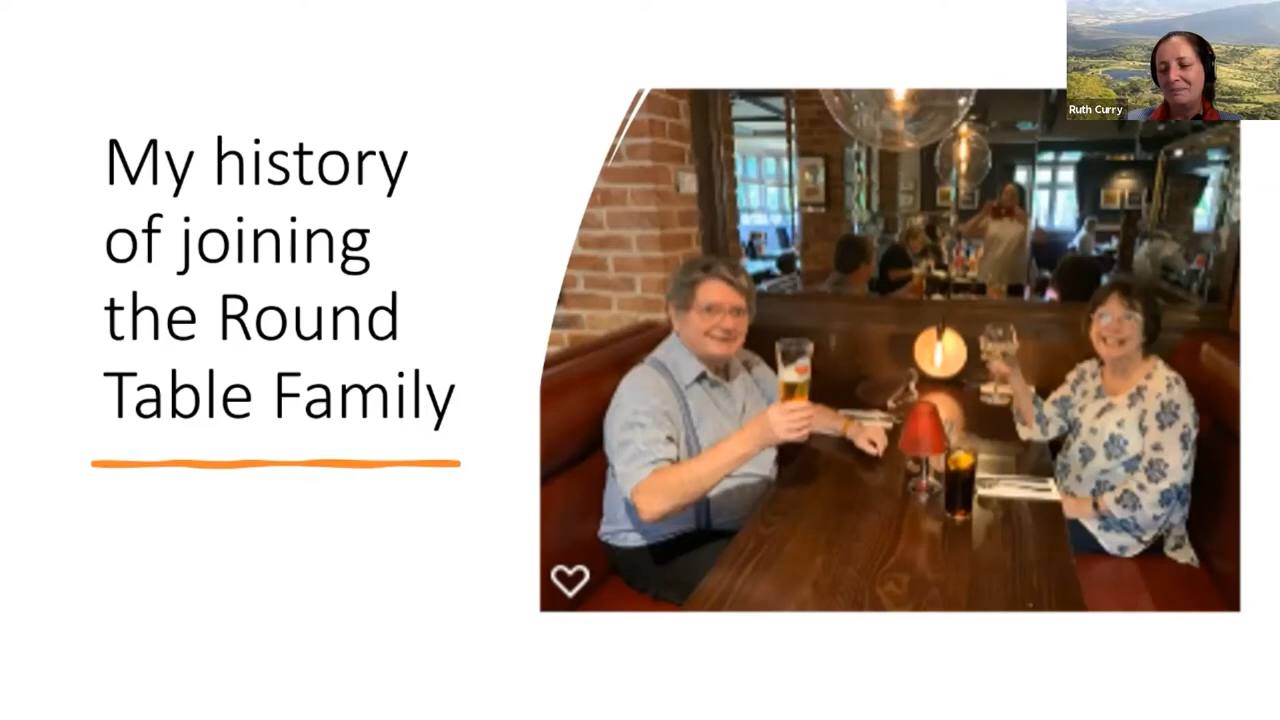 My history
of joining
the Round
Table Family
Ruth Curry